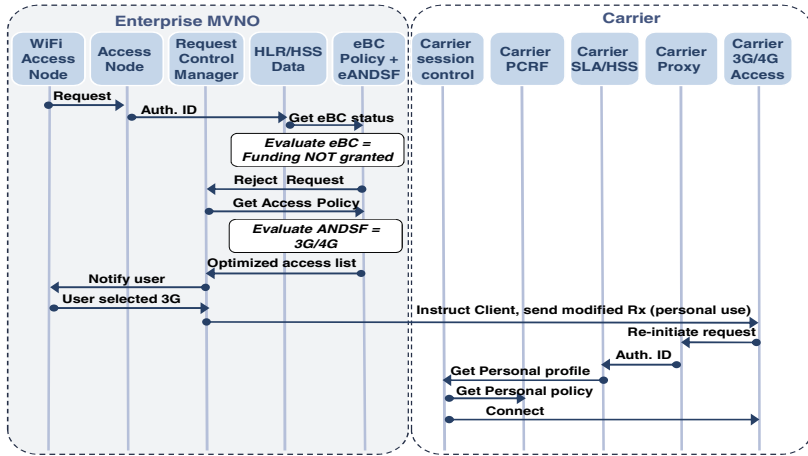 Enterprise MVNO
Carrier
WiFi
Access
Node
Access
Node
Request
Control
Manager
HLR/HSS
Data
eBC
Policy +
eANDSF
Carrier
session
control
Carrier
PCRF
Carrier
SLA/HSS
Carrier
Proxy
Carrier
3G/4G
Access
Request
Auth. ID
Get eBC status
Evaluate eBC =
Funding NOT granted
Reject Request
Get Access Policy
Evaluate ANDSF =
3G/4G
Optimized access list
Notify user
User selected 3G
Instruct Client, send modified Rx (personal use)
Re-initiate request
Auth. ID
Get Personal profile
Get Personal policy
Connect